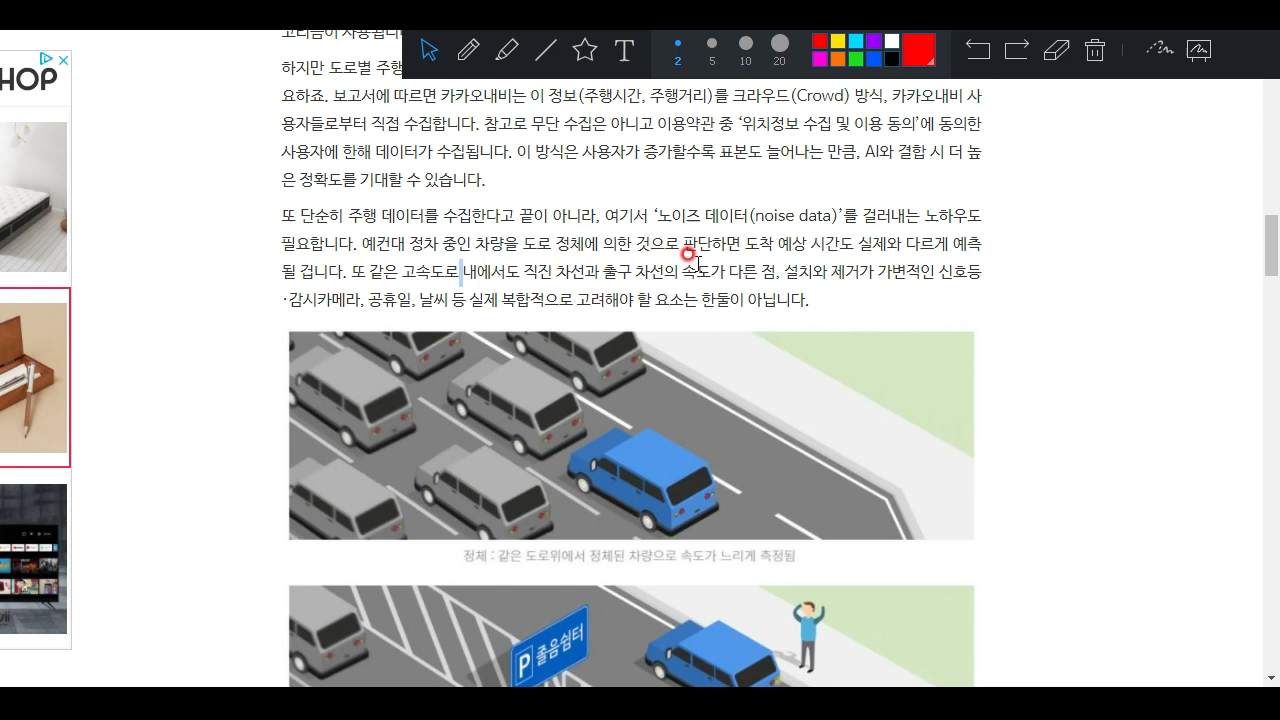 고리즘이 사용됩니다
HOP
T
2 5 10 20
하지만 도로별 주행
요하죠. 보고서에 따르면 카카오내비는 이 정보(주행시간, 주행거리)를 크라우드(Crowd) 방식, 카카오내비 사
용자들로부터 직접 수집합니다. 참고로 무단 수집은 아니고 이용약관 중 ‘위치정보 수집 및 이용 동의’에 동의한
사용자에 한해 데이터가 수집됩니다. 이 방식은 사용자가 증가할수록 표본도 늘어나는 만큼, AI와 결합 시 더 높
은 정확도를 기대할 수 있습니다.
또 단순히 주행 데이터를 수집한다고 끝이 아니라, 여기서 ‘노이즈 데이터(noise data)’를 걸러내는 노하우도
필요합니다. 예컨대 정차 중인 차량을 도로 정체에 의한 것으로 판단하면 도착 예상 시간도 실제와 다르게 예측
될 겁니다. 또 같은 고속도로 내에서도 직진 차선과 출구 차선의 속도가 다른 점, 설치와 제거가 가변적인 신호등
·감시카메라, 공휴일, 날씨 등 실제 복합적으로 고려해야 할 요소는 한둘이 아닙니다.
정체 : 같은 도로위에서 정체된 차량으로 속도가 느리게 측정됨
P 졸음쉼터